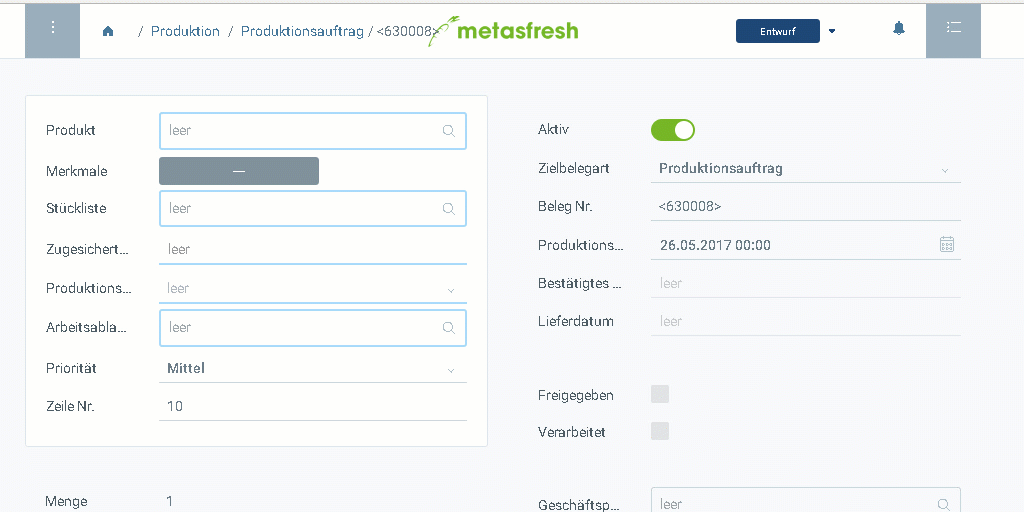 / Produktion / Produktionsauftrag / <630008>
metasfresh
Entwurf
Produkt leer
Merkmale —
Stückliste leer
Zugesichert... leer
Produktions... leer
Arbeitsabla... leer
Priorität Mittel
Zeile Nr. 10
Menge 1
Aktiv
Zielbelegart Produktionsauftrag
Beleg Nr. <630008>
Produktions... 26.05.2017 00:00
Bestätigtes ... leer
Lieferdatum leer
Freigegeben
Verarbeitet
Geschäftsp... leer